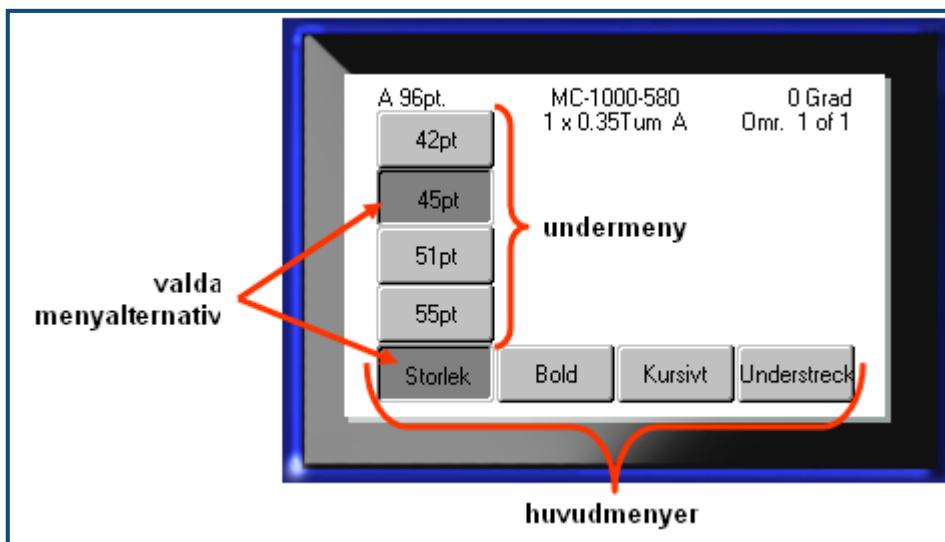 A 96pt. MC-1000-580 0 Grad
1 x 0.35Tum A Omr. 1 of 1
42pt
45pt
undermeny
51pt
valda
menyalternativ
55pt
Storlek Bold Kursivt Understreck
huvudmenyer